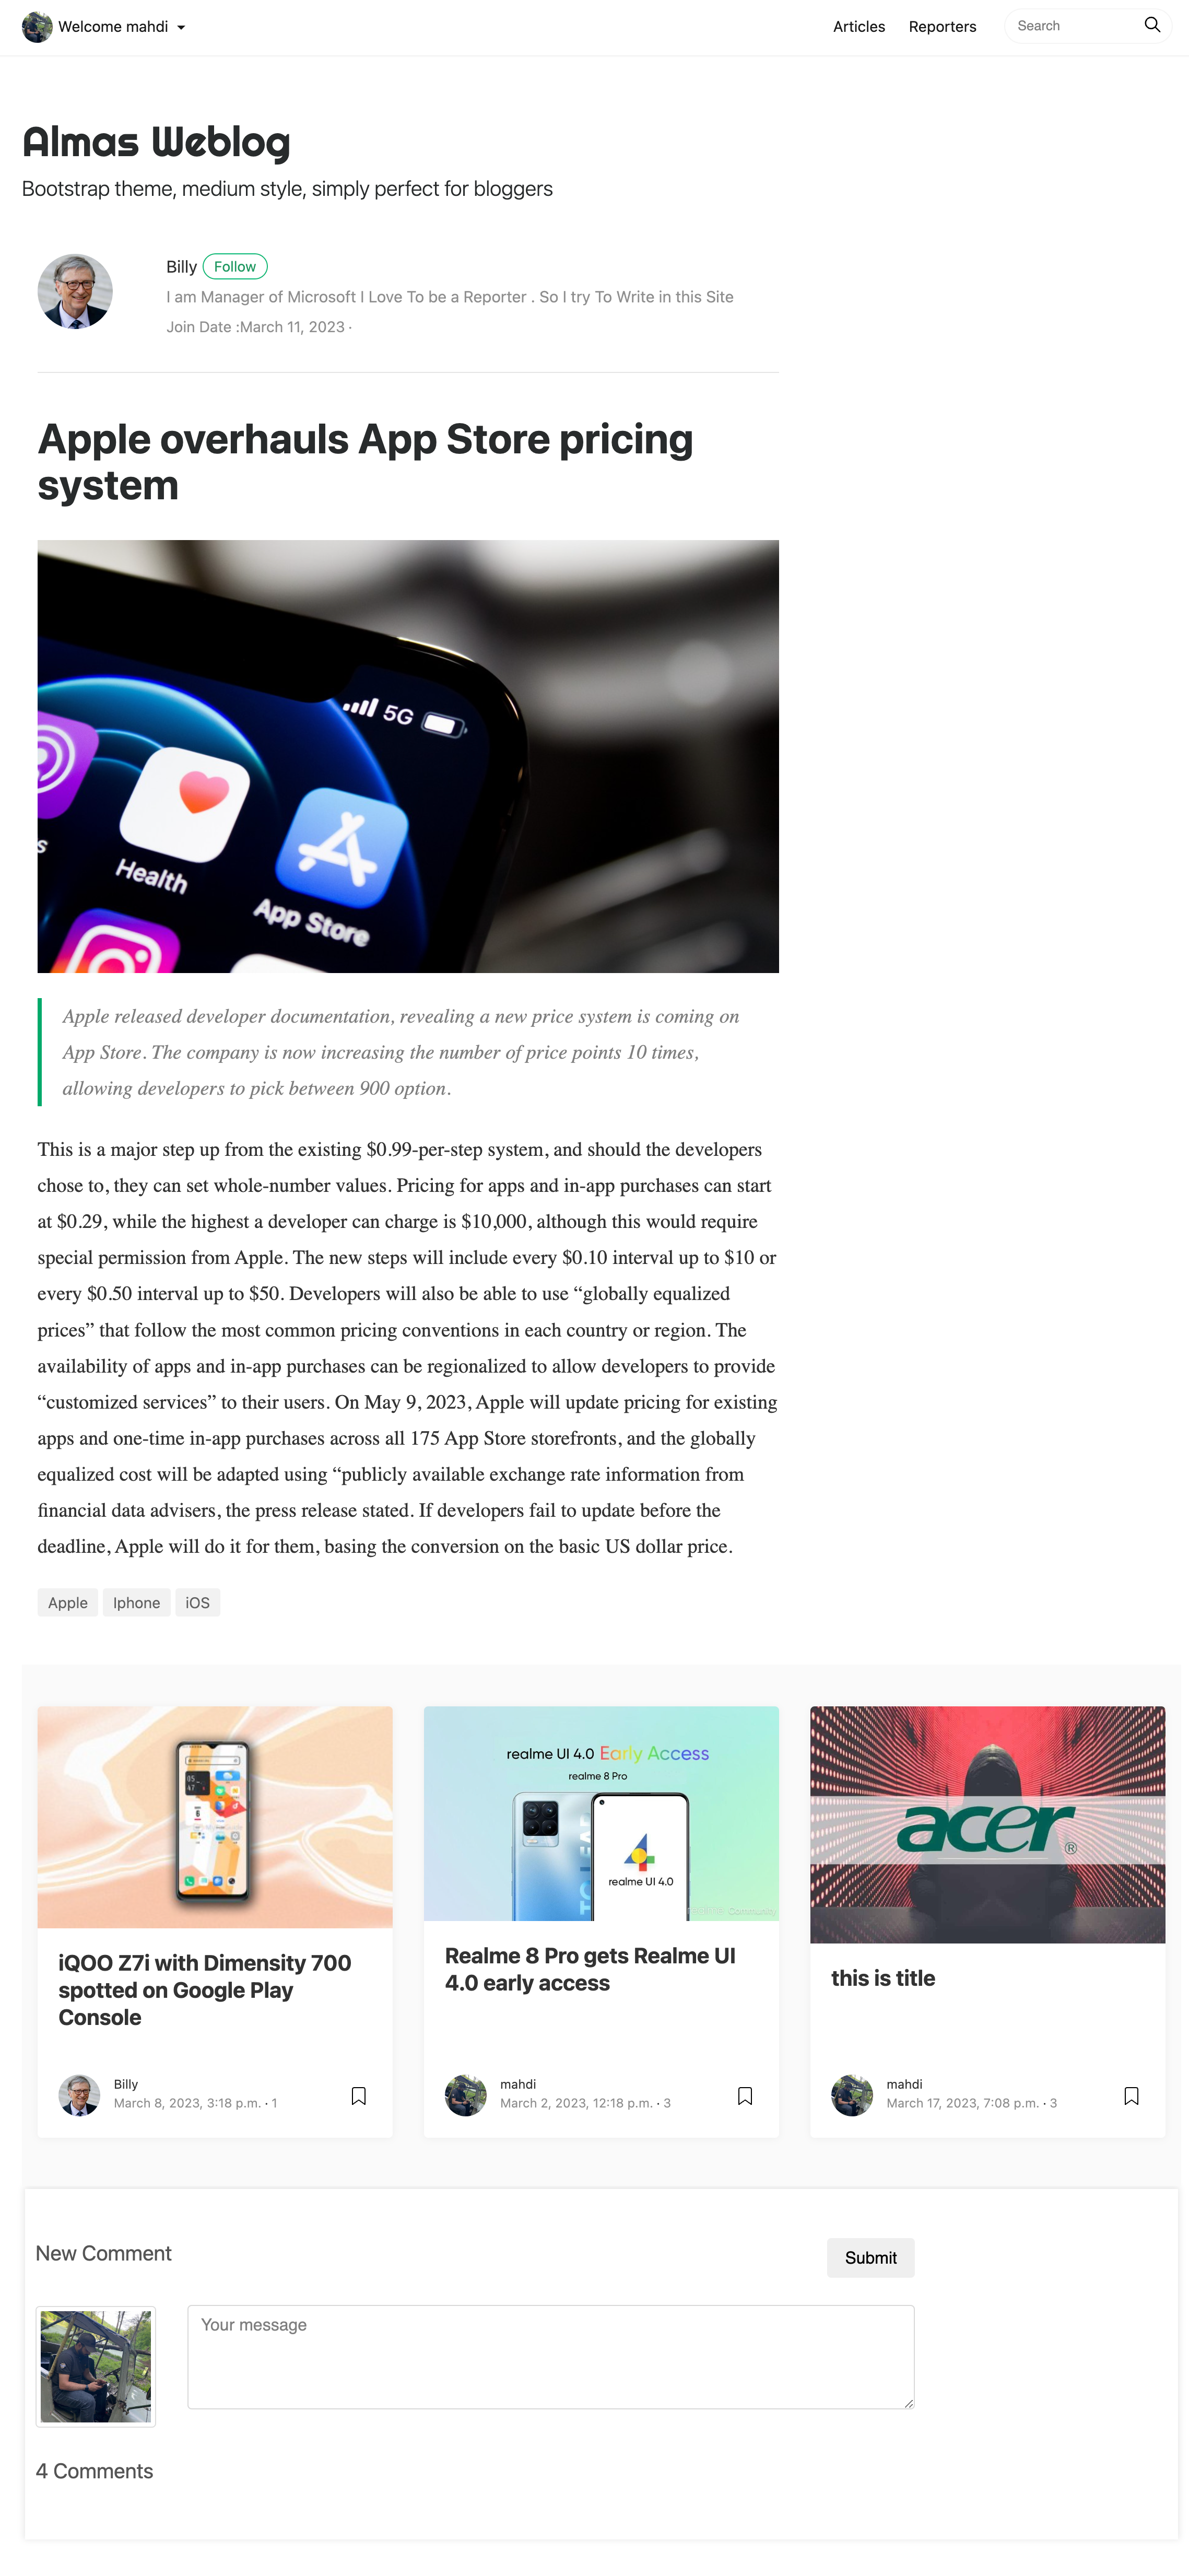 Welcome mahdi
Articles
Reporters
Search
Almas Weblog
Bootstrap theme, medium style, simply perfect for bloggers
Billy
Follow
I am Manager of Microsoft I Love To be a Reporter . So I try To Write in this Site
Join Date :March 11, 2023 ·
Apple overhauls App Store pricing
system
5G
Health
App Store
Apple released developer documentation, revealing a new price system is coming on
App Store. The company is now increasing the number of price points 10 times,
allowing developers to pick between 900 option.
This is a major step up from the existing $0.99-per-step system, and should the developers
chose to, they can set whole-number values. Pricing for apps and in-app purchases can start
at $0.29, while the highest a developer can charge is $10,000, although this would require
special permission from Apple. The new steps will include every $0.10 interval up to $10 or
every $0.50 interval up to $50. Developers will also be able to use “globally equalized
prices” that follow the most common pricing conventions in each country or region. The
availability of apps and in-app purchases can be regionalized to allow developers to provide
“customized services” to their users. On May 9, 2023, Apple will update pricing for existing
apps and one-time in-app purchases across all 175 App Store storefronts, and the globally
equalized cost will be adapted using “publicly available exchange rate information from
financial data advisers, the press release stated. If developers fail to update before the
deadline, Apple will do it for them, basing the conversion on the basic US dollar price.
Apple
Iphone
iOS
realme UI 4.0 Early Access
realme 8 Pro
realme UI 4.0
Community
acer®
iQOO Z7i with Dimensity 700
spotted on Google Play
Console
Billy
March 8, 2023, 3:18 p.m. · 1
Realme 8 Pro gets Realme UI
4.0 early access
mahdi
March 2, 2023, 12:18 p.m. · 3
this is title
mahdi
March 17, 2023, 7:08 p.m. · 3
New Comment
Submit
Your message
4 Comments